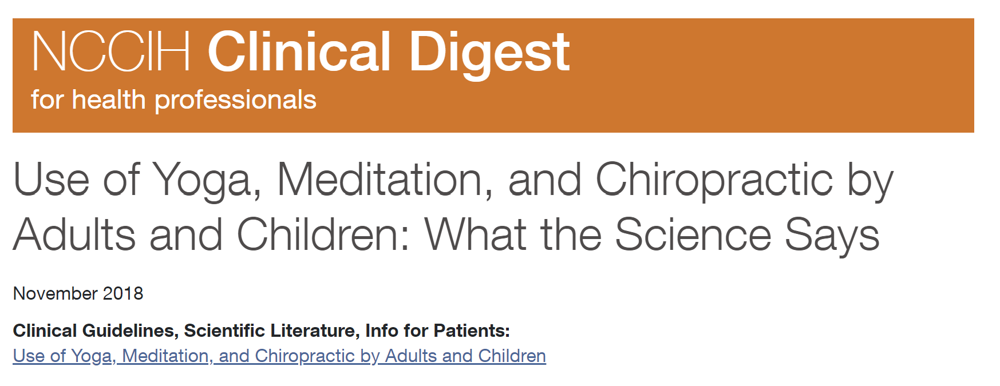 NCCIH Clinical Digest
for health professionals
Use of Yoga, Meditation, and Chiropractic by
Adults and Children: What the Science Says
November 2018
Clinical Guidelines, Scientific Literature, Info for Patients:
Use of Yoga, Meditation, and Chiropractic by Adults and Children